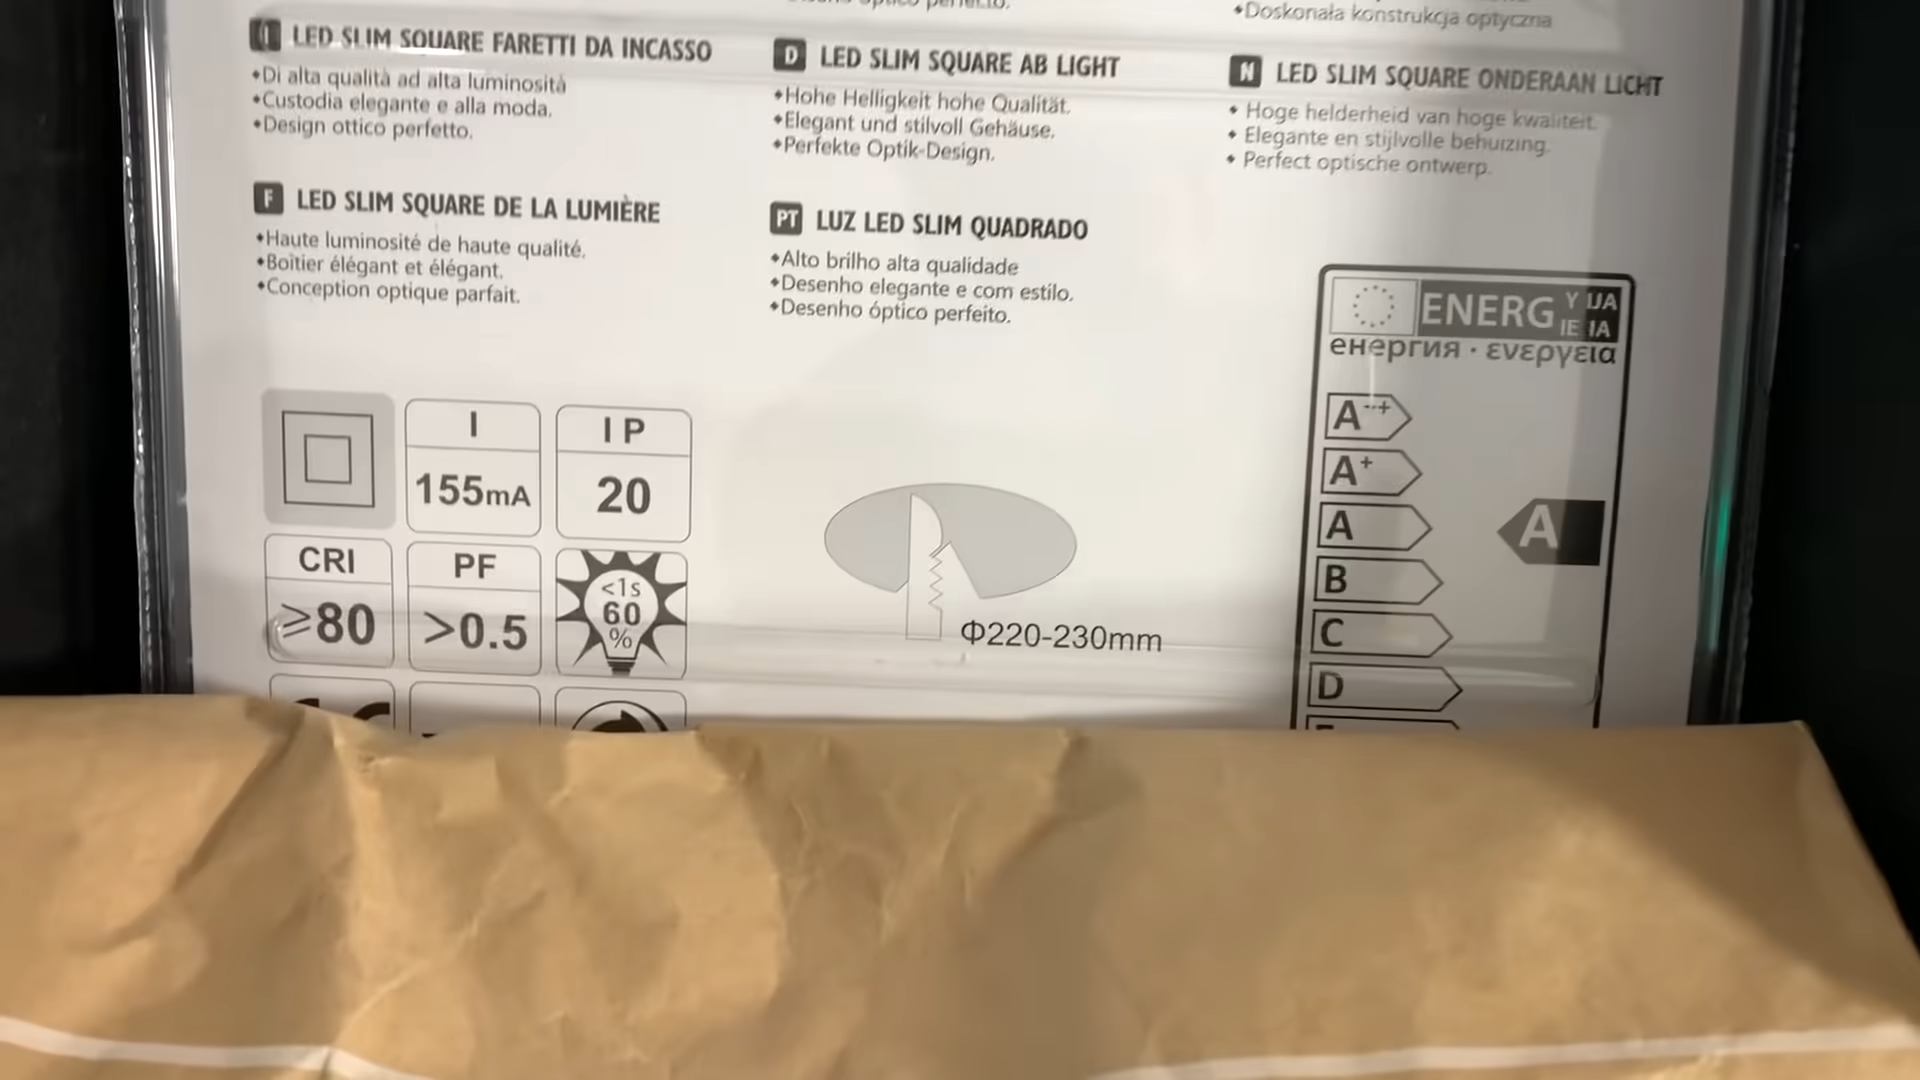 •Doskonała konstrukcja optyczna
I LED SLIM SQUARE FARETTI DA INCASSO
•Di alta qualità ad alta luminosità
•Custodia elegante e alla moda.
•Design ottico perfetto.
D LED SLIM SQUARE AB LIGHT
•Hohe Helligkeit hohe Qualität.
•Elegant und stilvoll Gehäuse.
•Perfekte Optik-Design.
N LED SLIM SQUARE ONDERAAN LICHT
• Hoge helderheid van hoge kwaliteit.
• Elegante en stijlvolle behuizing.
• Perfect optische ontwerp.
F LED SLIM SQUARE DE LA LUMIÈRE
•Haute luminosité de haute qualité.
•Boîtier élégant et élégant.
•Conception optique parfait.
PT LUZ LED SLIM QUADRADO
•Alto brilho alta qualidade
•Desenho elegante e com estilo.
•Desenho óptico perfeito.
I
155mA
IP
20
CRI
≥80
PF
>0.5
<1s
60
%
Φ220-230mm
ENERG Y IJA
IE IA
енергия · ενεργεια
A++
A+
A
B
C
D
A